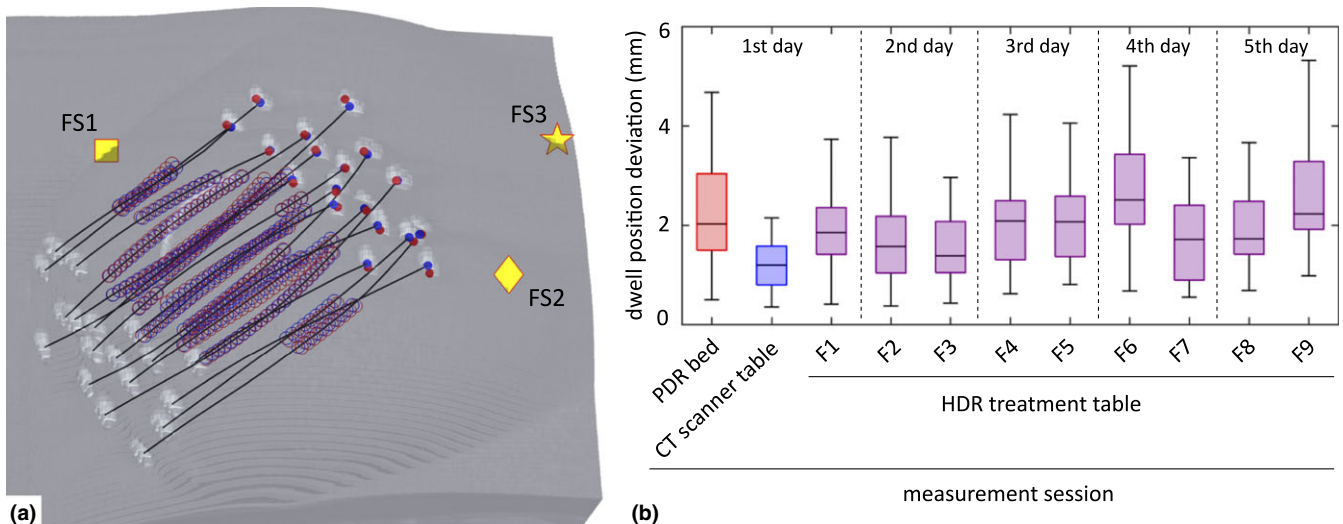 FS1
FS3
FS2
(a)
6
4
2
0
dwell position deviation (mm)
1st day
2nd day
3rd day
4th day
5th day
PDR bed
CT scanner table
F1
F2
F3
F4
F5
F6
F7
F8
F9
HDR treatment table
measurement session
(b)